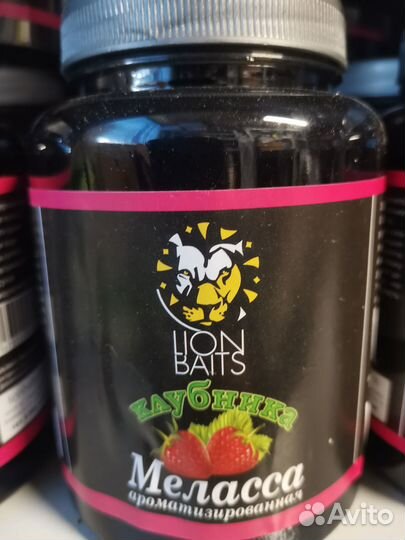 LION
BAITS
клубника
Меласса
ароматизированная
Avito